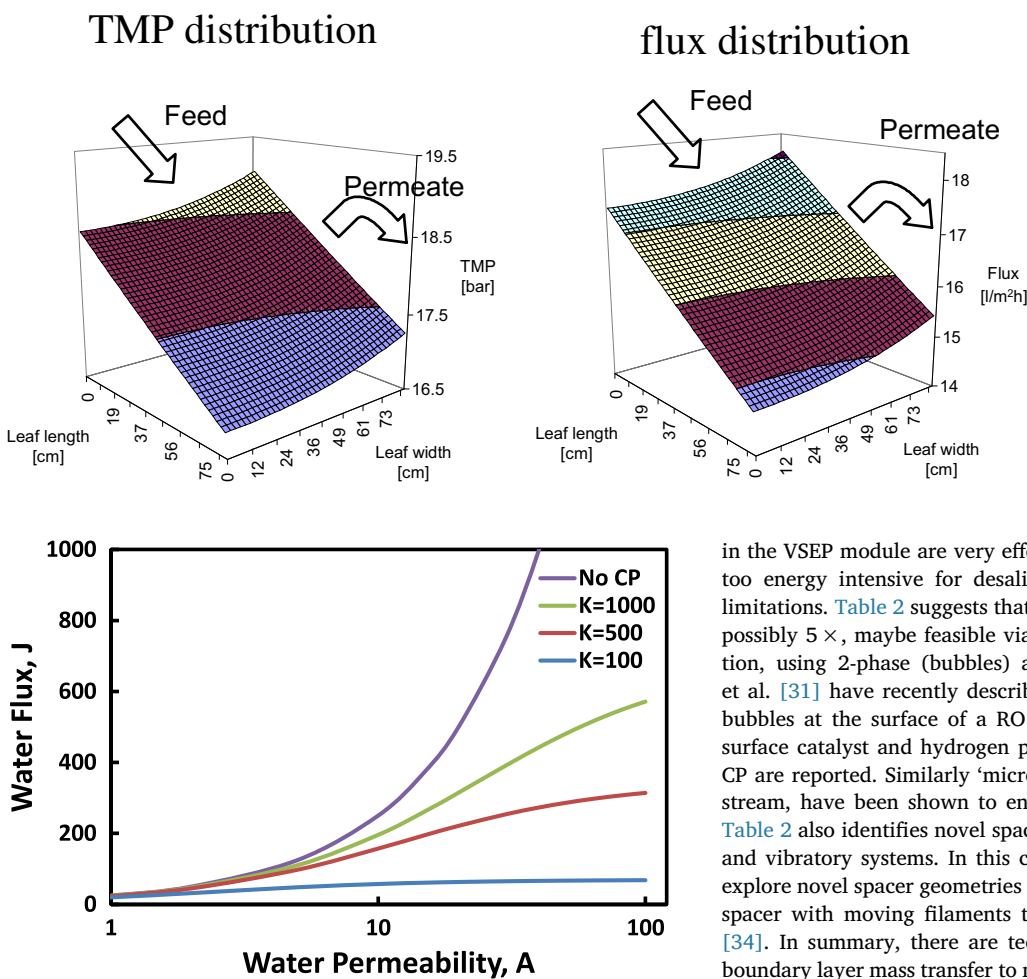 TMP distribution
flux distribution
Feed
Permeate
19.5
18.5
17.5
16.5
TMP
[bar]
0
19
37
56
75
Leaf length
[cm]
0
12
24
36
49
61
73
Leaf width
[cm]
Feed
Permeate
18
17
16
15
14
Flux
[l/m²h]
0
19
37
56
75
Leaf length
[cm]
0
12
24
36
49
61
73
Leaf width
[cm]
Water Flux, J
1000
800
600
400
200
0
No CP
K=1000
K=500
K=100
1
10
100
Water Permeability, A
in the VSEP module are very effe
too energy intensive for desali
limitations. Table 2 suggests that
possibly 5 ×, maybe feasible via
tion, using 2-phase (bubbles) a
et al. [31] have recently describ
bubbles at the surface of a RO
surface catalyst and hydrogen p
CP are reported. Similarly ‘micr
stream, have been shown to en
Table 2 also identifies novel spac
and vibratory systems. In this c
explore novel spacer geometries
spacer with moving filaments t
[34]. In summary, there are tec
boundary layer mass transfer to r